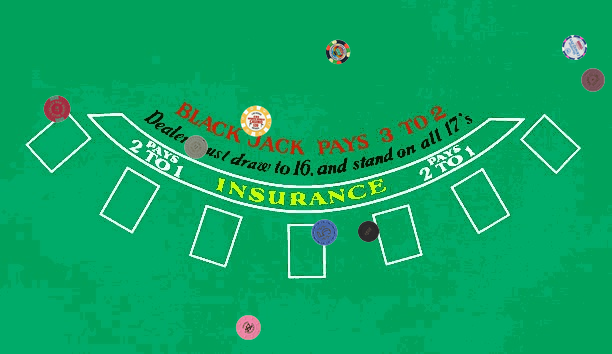 BLACK JACK PAYS 3 TO 2
Dealer ust draw to 16, and stand on all 17's
PAYS
2 TO 1
INSURANCE
PAYS
2 TO 1